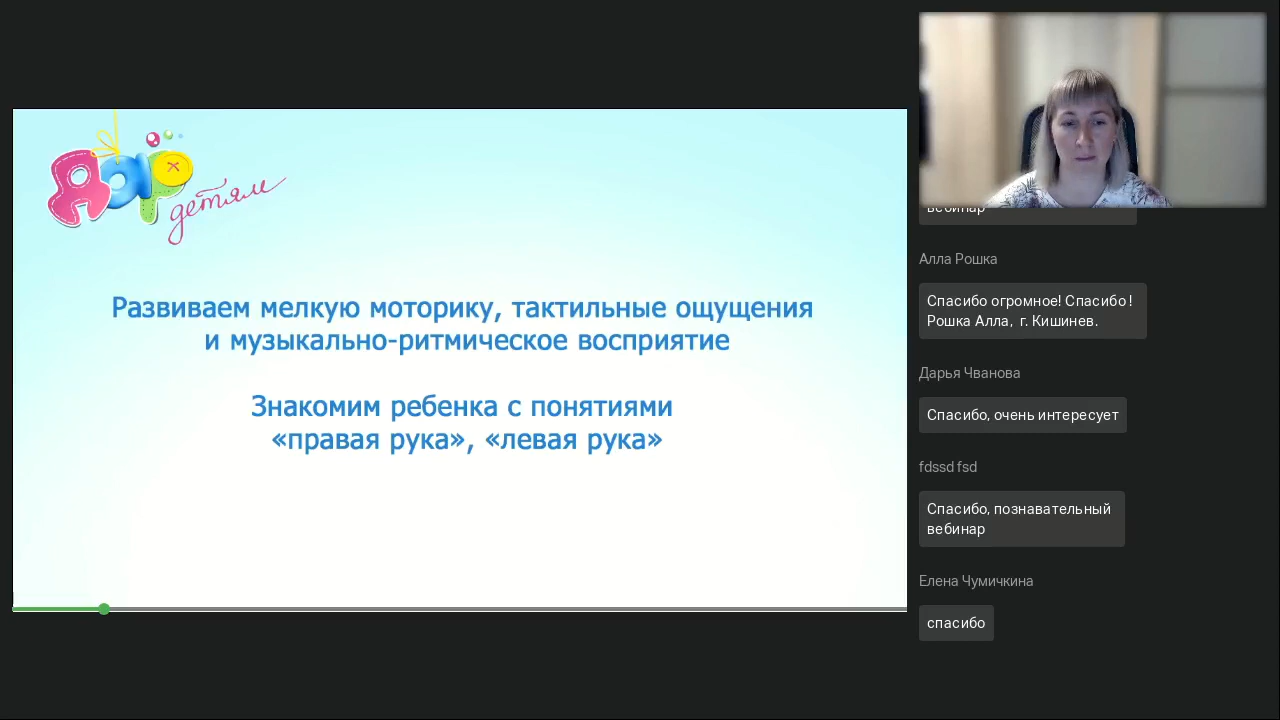 ЯАР
детям
Развиваем мелкую моторику, тактильные ощущения
и музыкально-ритмическое восприятие
Знакомим ребенка с понятиями
«правая рука», «левая рука»
вебинар
Алла Рошка
Спасибо огромное! Спасибо !
Рошка Алла, г. Кишинев.
Дарья Чванова
Спасибо, очень интересует
fdssd fsd
Спасибо, познавательный
вебинар
Елена Чумичкина
спасибо